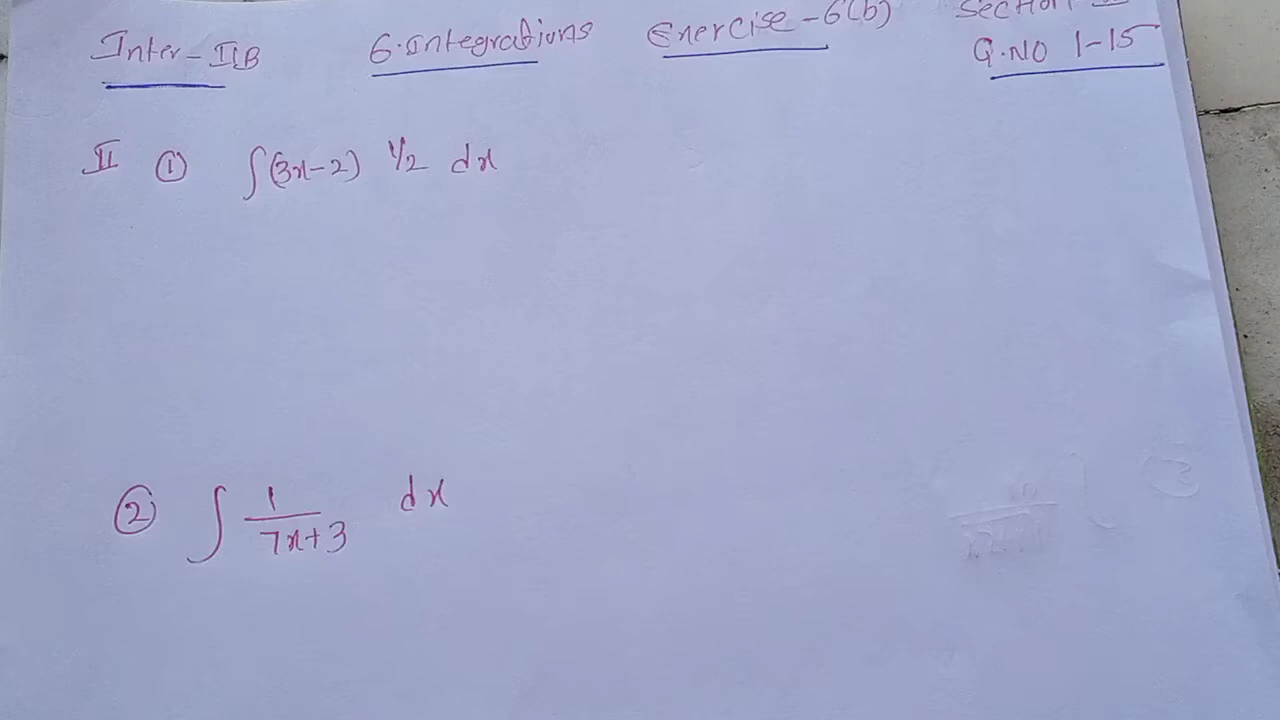 Inter-IIB 6.Integrations Exercise-6(b) Section
Q.NO 1-15
II ① ∫(3x-2) 1/2 dx
② ∫ 1/7x+3 dx